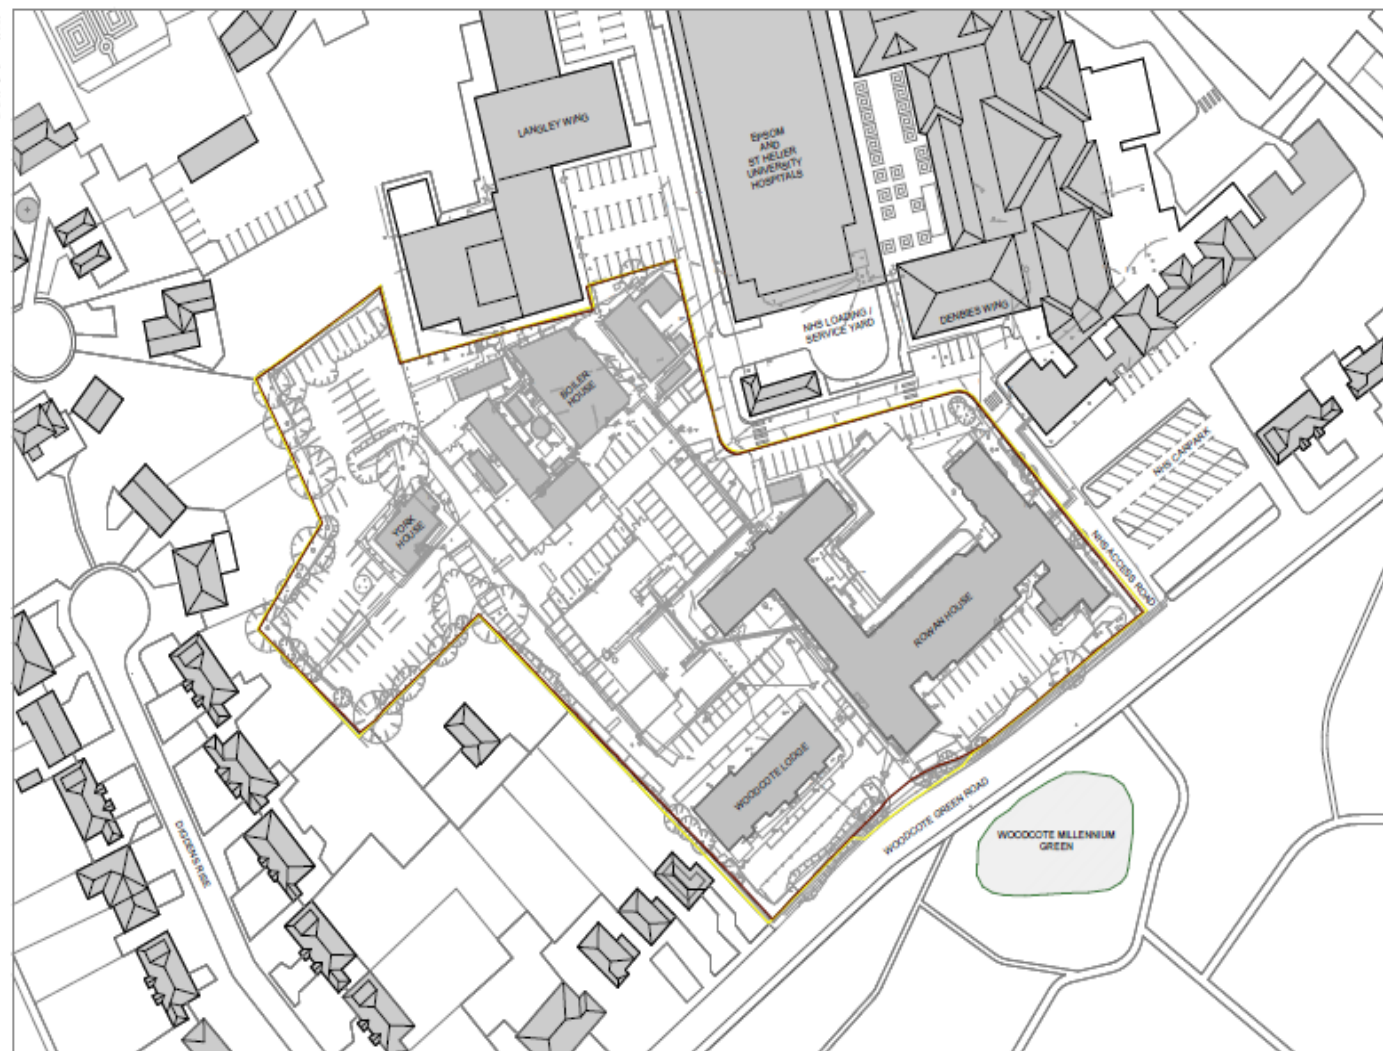 LANGLEY WING
EPSOM
AND
ST HELIER
UNIVERSITY
HOSPITALS
NHS LOADING /
SERVICE YARD
DENBIES WING
BOILER
HOUSE
NHS CARPARK
YORK
HOUSE
NHS ACCESS ROAD
ROWAN HOUSE
WOODCOTE LODGE
WOODCOTE GREEN ROAD
WOODCOTE MILLENNIUM
GREEN
DIGDENS RISE